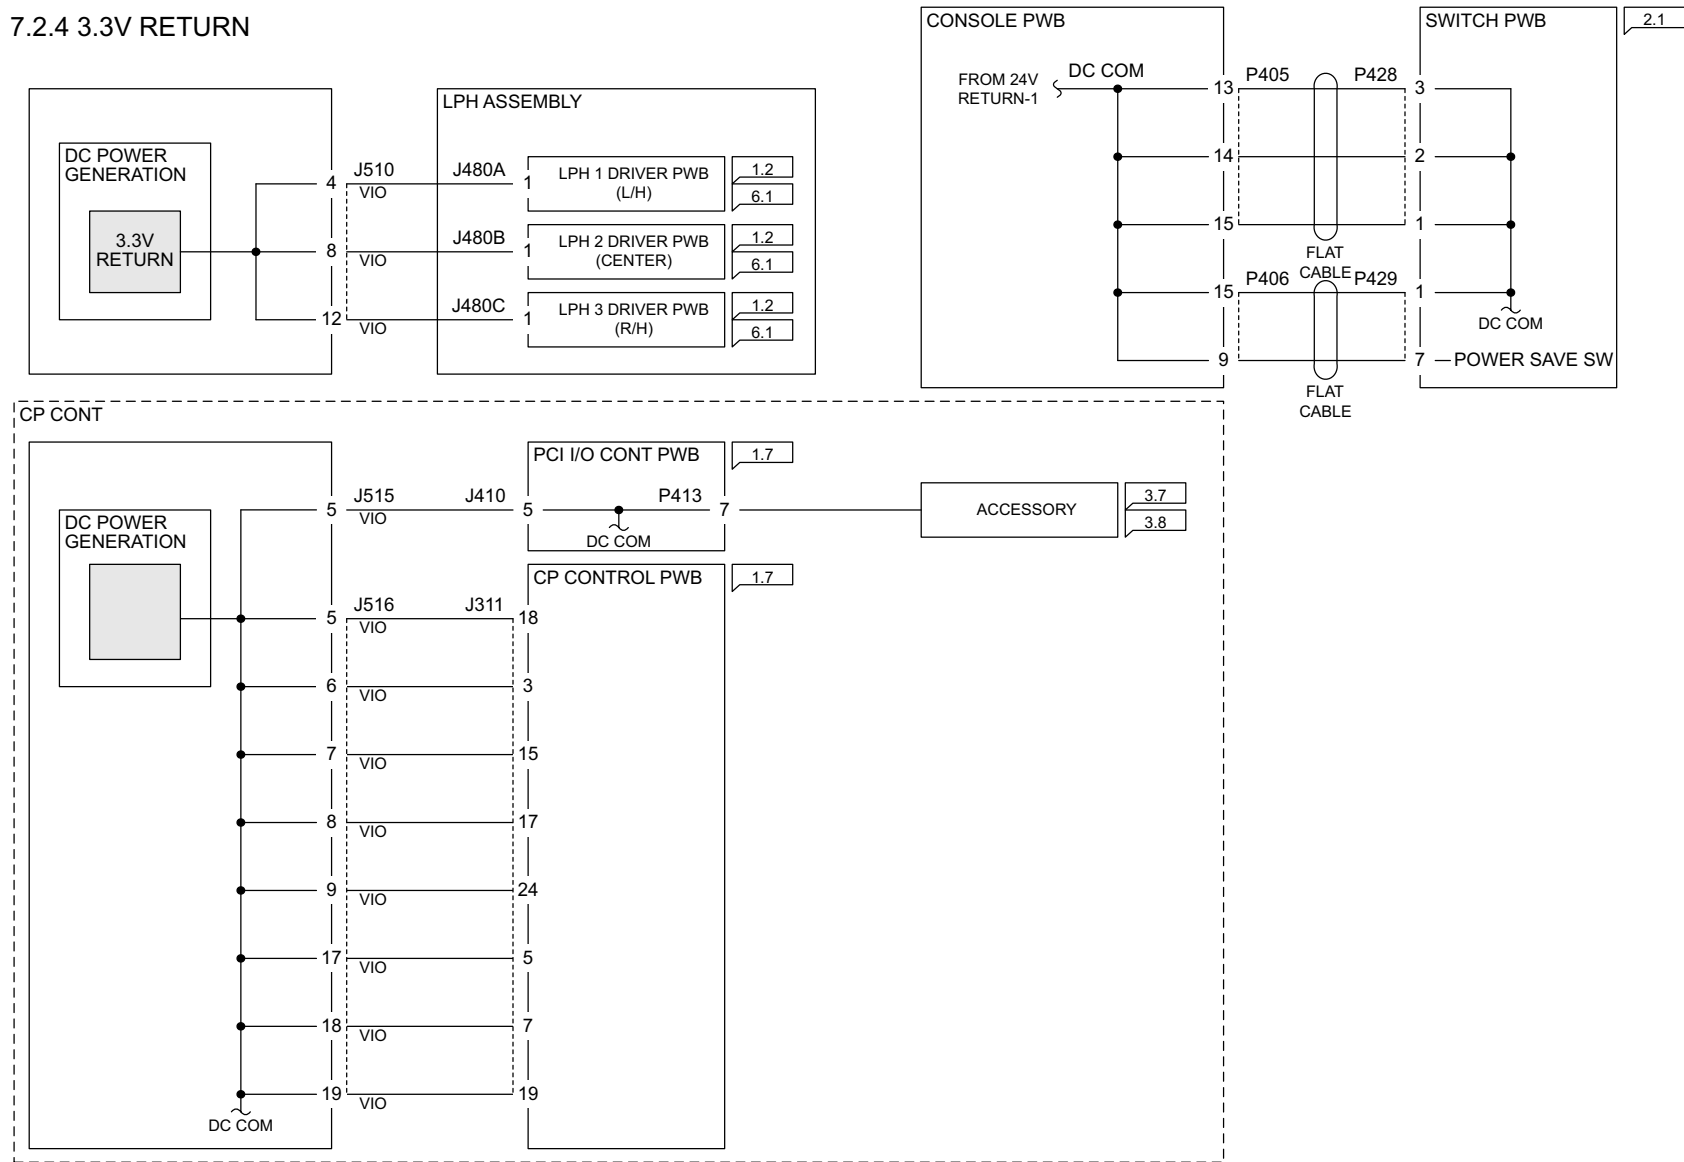 7.2.4 3.3V RETURN
DC POWER
GENERATION
3.3V
RETURN
4
8
12
J510
VIO
VIO
VIO
LPH ASSEMBLY
J480A
1
LPH 1 DRIVER PWB
(L/H)
1.2
6.1
J480B
1
LPH 2 DRIVER PWB
(CENTER)
1.2
6.1
J480C
1
LPH 3 DRIVER PWB
(R/H)
1.2
6.1
CONSOLE PWB
FROM 24V
RETURN-1
DC COM
13
14
15
15
9
P405
P428
FLAT
CABLE
P406
P429
FLAT
CABLE
SWITCH PWB
2.1
3
2
1
1
DC COM
7
POWER SAVE SW
CP CONT
DC POWER
GENERATION
5
J515
VIO
J410
PCI I/O CONT PWB
1.7
5
DC COM
P413
7
ACCESSORY
3.7
3.8
CP CONTROL PWB
1.7
J516
J311
5
VIO
18
6
VIO
3
7
VIO
15
8
VIO
17
9
VIO
24
17
VIO
5
18
VIO
7
19
VIO
19
DC COM